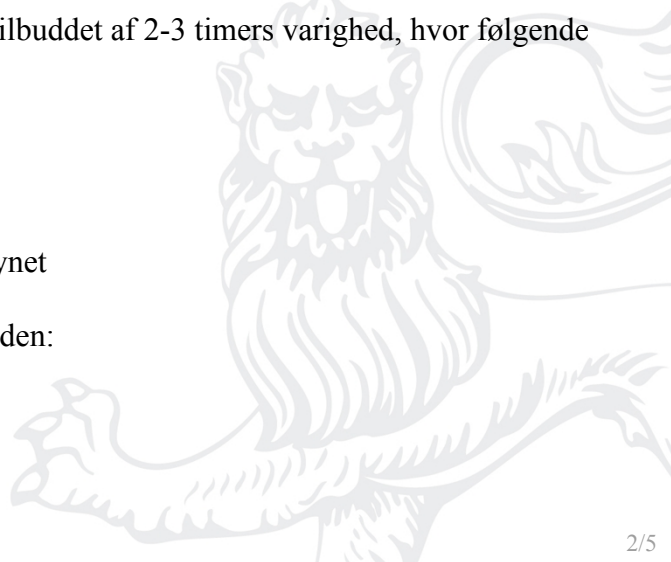 ilbuddet af 2-3 timers varighed, hvor følgende
ynet
den:
2/5